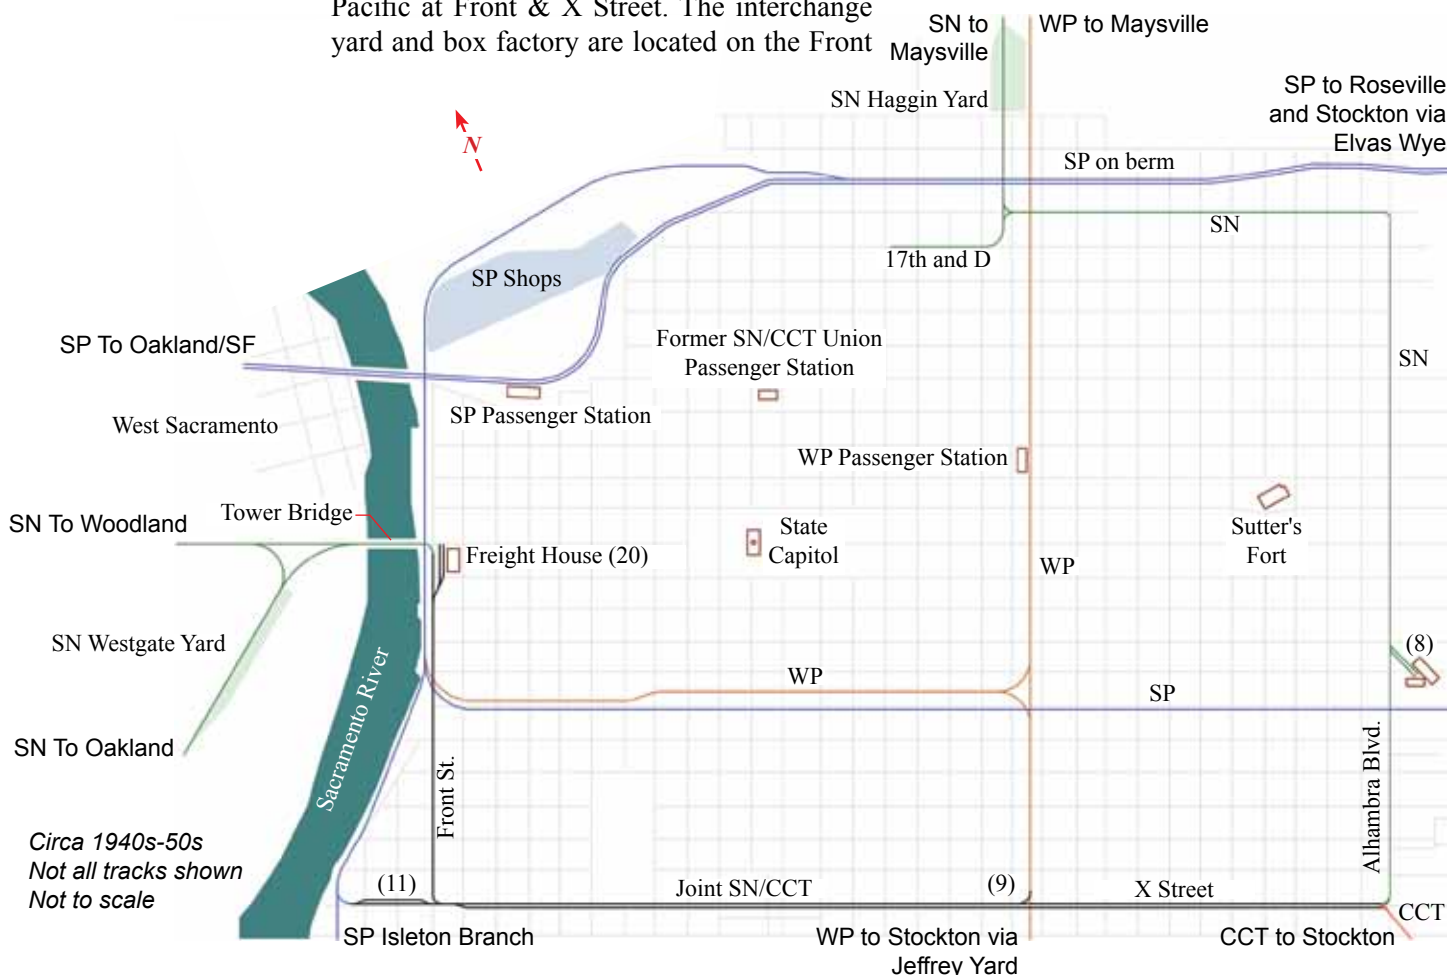 Pacific at Front & X Street. The interchange
yard and box factory are located on the Front
SN to
Maysville
WP to Maysville
SN Haggin Yard
SP to Roseville
and Stockton via
Elvas Wye
N
SP on berm
SN
17th and D
SP Shops
SP To Oakland/SF
Former SN/CCT Union
Passenger Station
SN
SP Passenger Station
West Sacramento
WP Passenger Station
SN To Woodland
Tower Bridge
Freight House (20)
State
Capitol
Sutter's
Fort
WP
SN Westgate Yard
(8)
WP
SP
SN To Oakland
Sacramento River
Front St.
Alhambra Blvd.
Circa 1940s-50s
Not all tracks shown
Not to scale
(11)
Joint SN/CCT
(9)
X Street
CCT
SP Isleton Branch
WP to Stockton via
Jeffrey Yard
CCT to Stockton